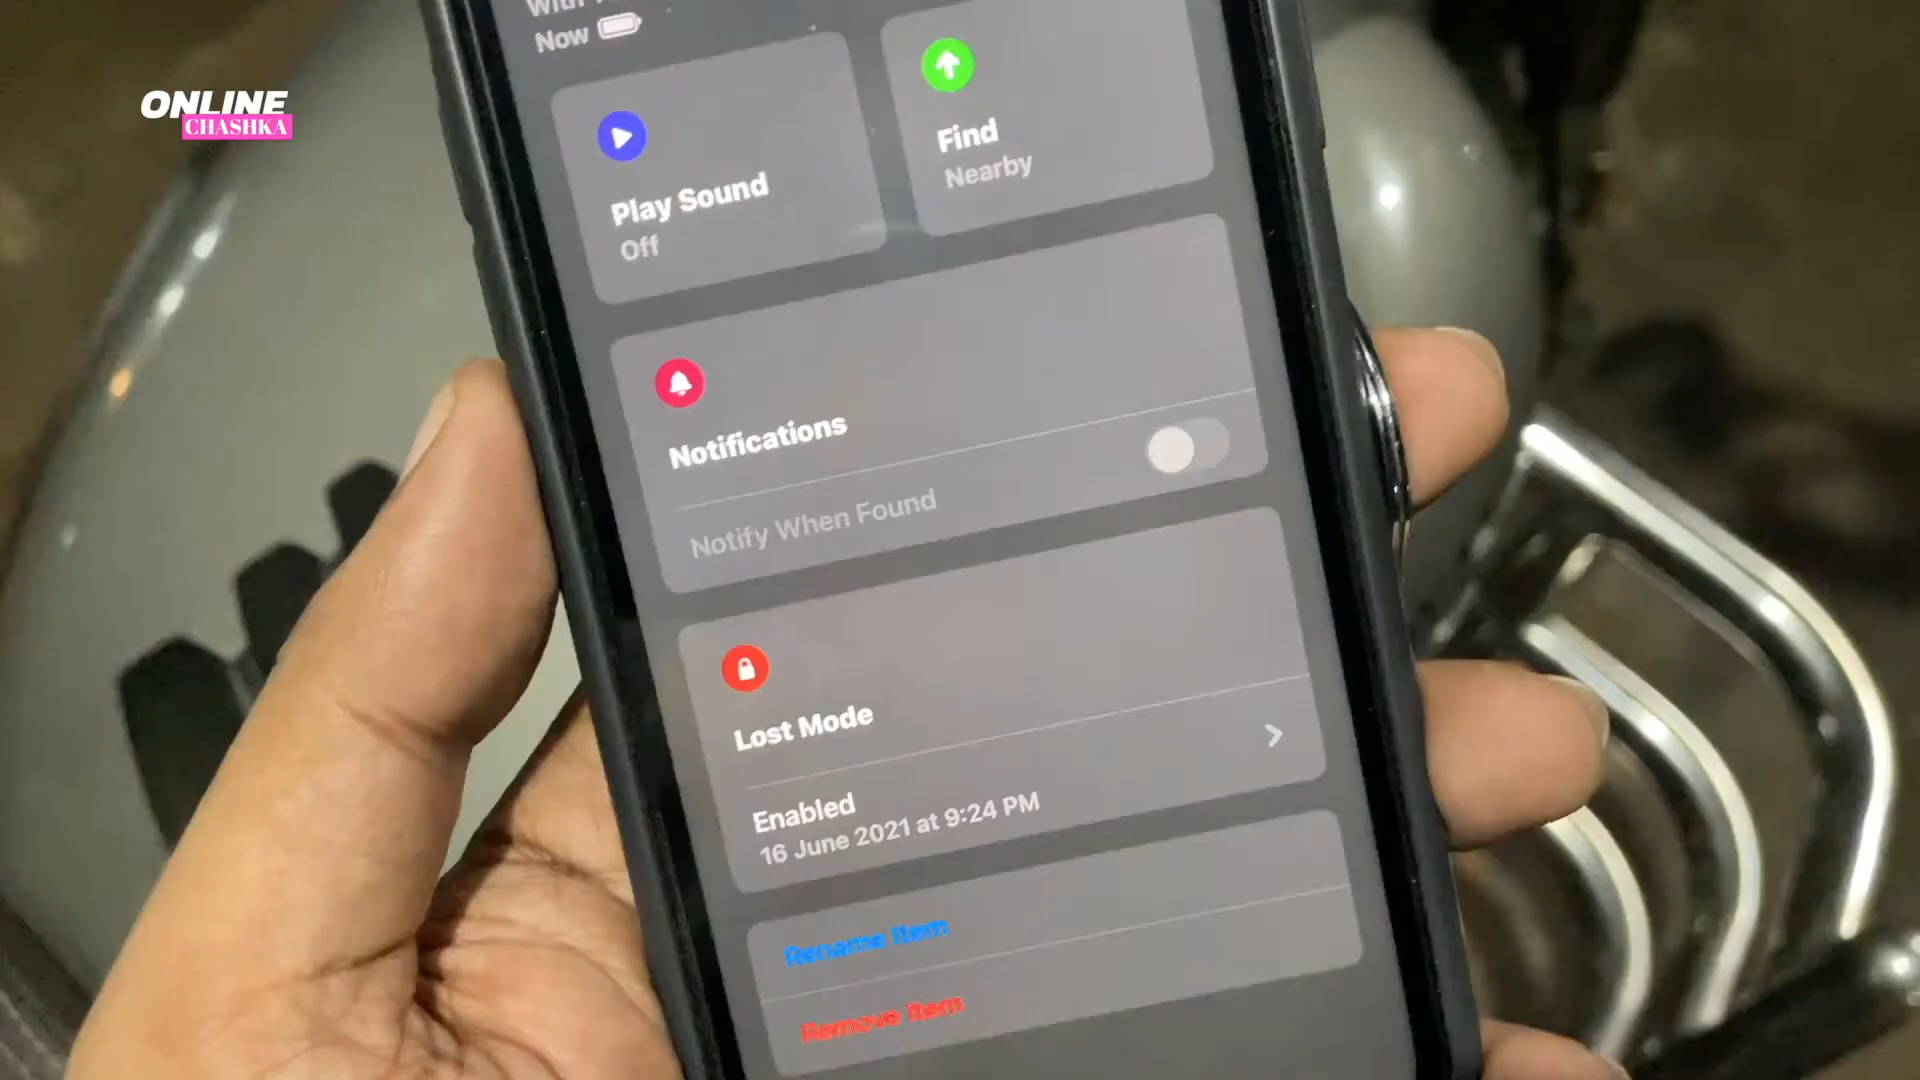 With
Now
ONLINE
CHASHKA
Play Sound
Off
Find
Nearby
Notifications
Notify When Found
Lost Mode
Enabled
16 June 2021 at 9:24 PM
Rename Item
Remove Item